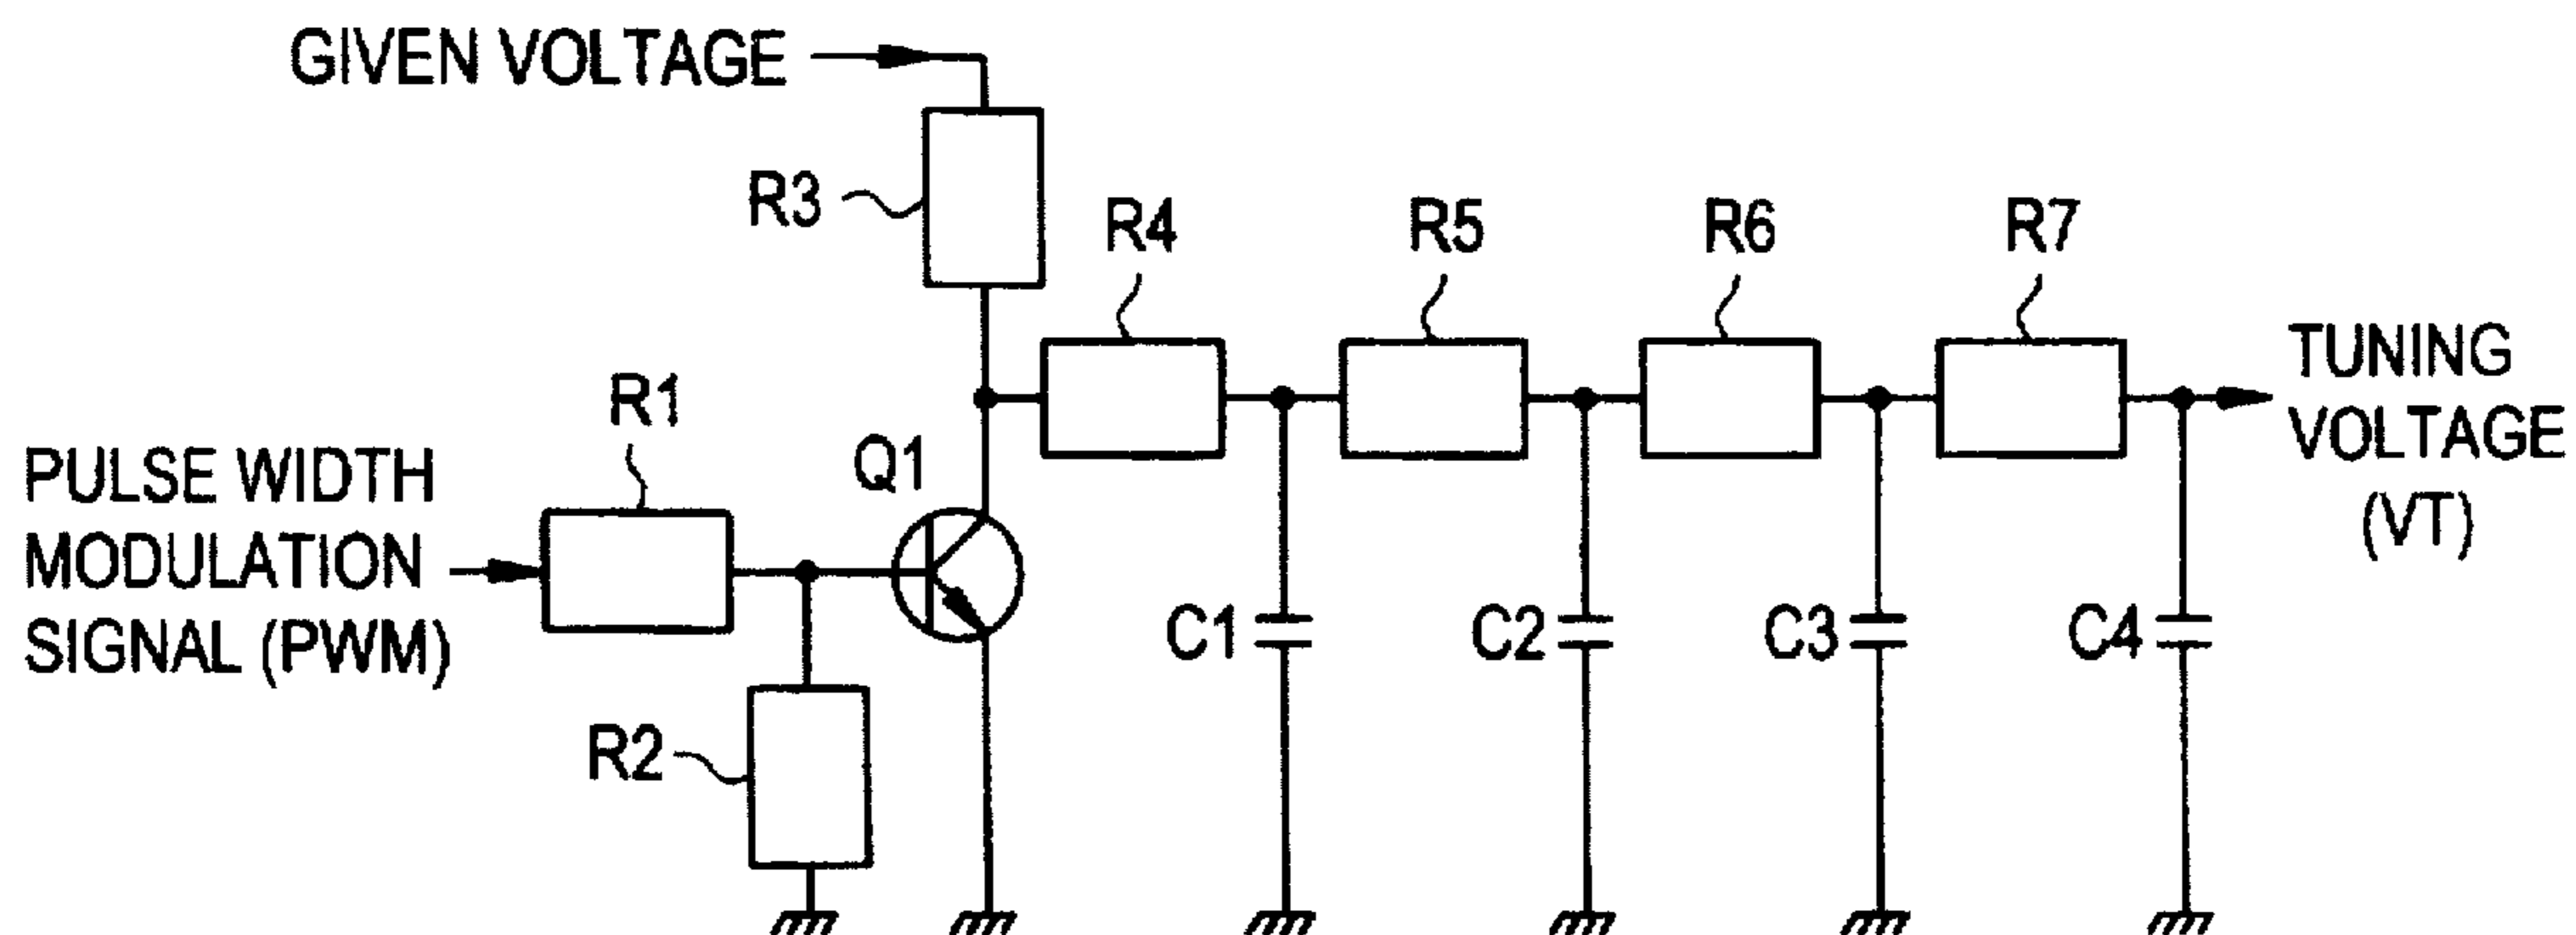 GIVEN VOLTAGE
R3
R4
R5
R6
R7
R1
Q1
PULSE WIDTH
MODULATION
SIGNAL (PWM)
TUNING
VOLTAGE
(VT)
R2
C1
C2
C3
C4